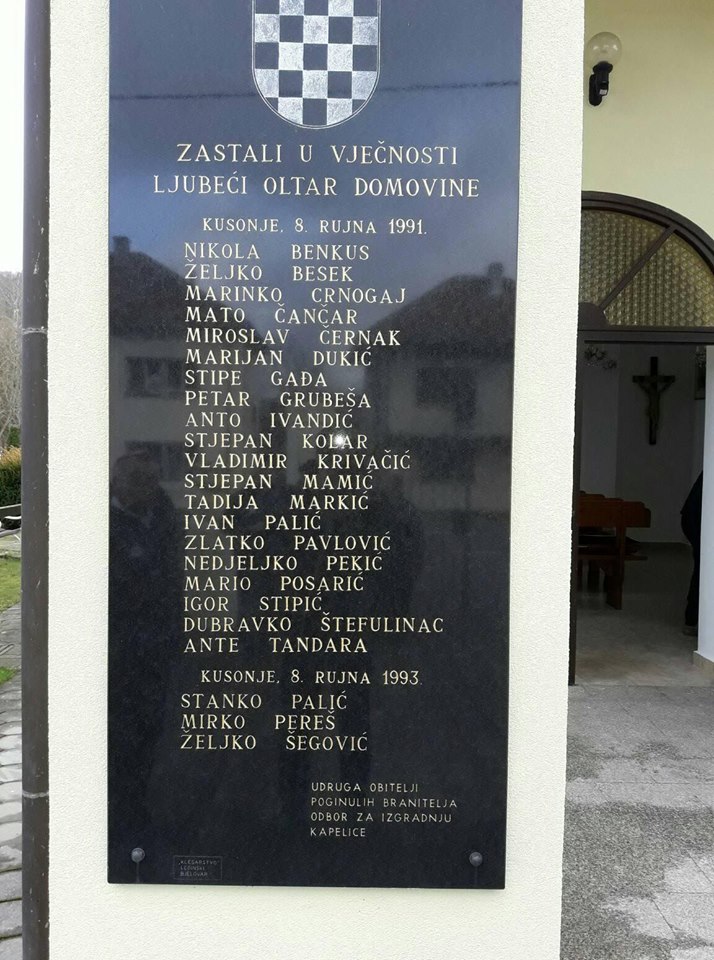 ZASTALI U VJEČNOSTI
LJUBEĆI OLTAR DOMOVINE
KUSONJE, 8. RUJNA 1991.
NIKOLA BENKUS
ŽELJKO BESEK
MARINKO CRNOGAJ
MATO ČANČAR
MIROSLAV ČERNAK
MARIJAN DUKIĆ
STIPE GAĐA
PETAR GRUBEŠA
ANTO IVANDIĆ
STJEPAN KOLAR
VLADIMIR KRIVAČIĆ
STJEPAN MAMIĆ
TADIJA MARKIĆ
IVAN PALIĆ
ZLATKO PAVLOVIĆ
NEDJELJKO PEKIĆ
MARIO POSARIĆ
IGOR STIPIĆ
DUBRAVKO ŠTEFULINAC
ANTE TANDARA
KUSONJE, 8. RUJNA 1993.
STANKO PALIĆ
MIRKO PEREŠ
ŽELJKO ŠEGOVIĆ
UDRUGA OBITELJI
POGINULIH BRANITELJA
ODBOR ZA IZGRADNJU
KAPELICE
„KLESARSTVO"
BJELOVAR